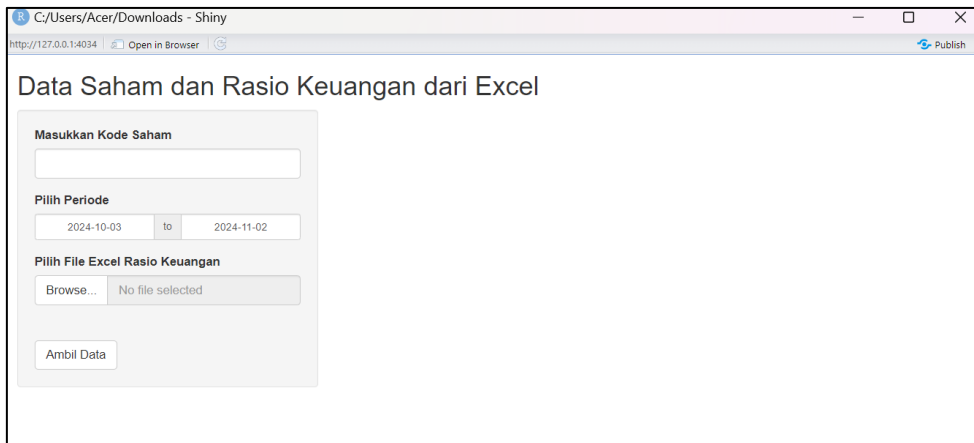 R C:/Users/Acer/Downloads - Shiny
http://127.0.0.1:4034 Open in Browser Publish
Data Saham dan Rasio Keuangan dari Excel
Masukkan Kode Saham
Pilih Periode
2024-10-03 to 2024-11-02
Pilih File Excel Rasio Keuangan
Browse... No file selected
Ambil Data